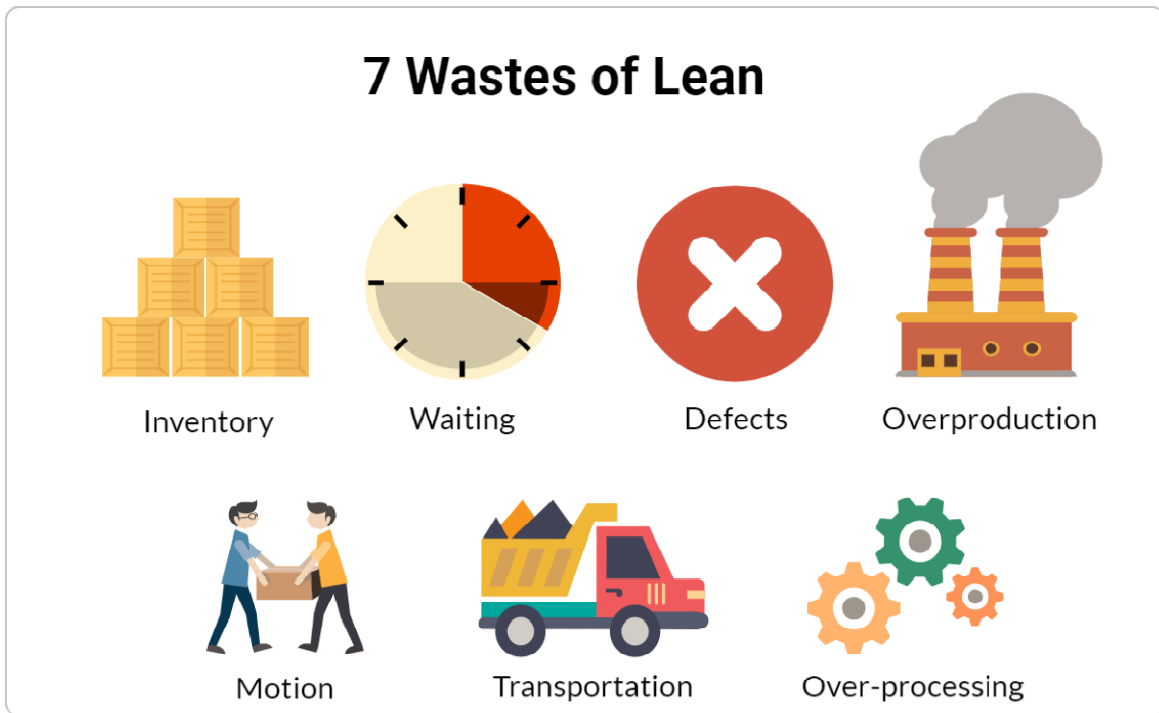 7 Wastes of Lean
Inventory
Waiting
Defects
Overproduction
Motion
Transportation
Over-processing